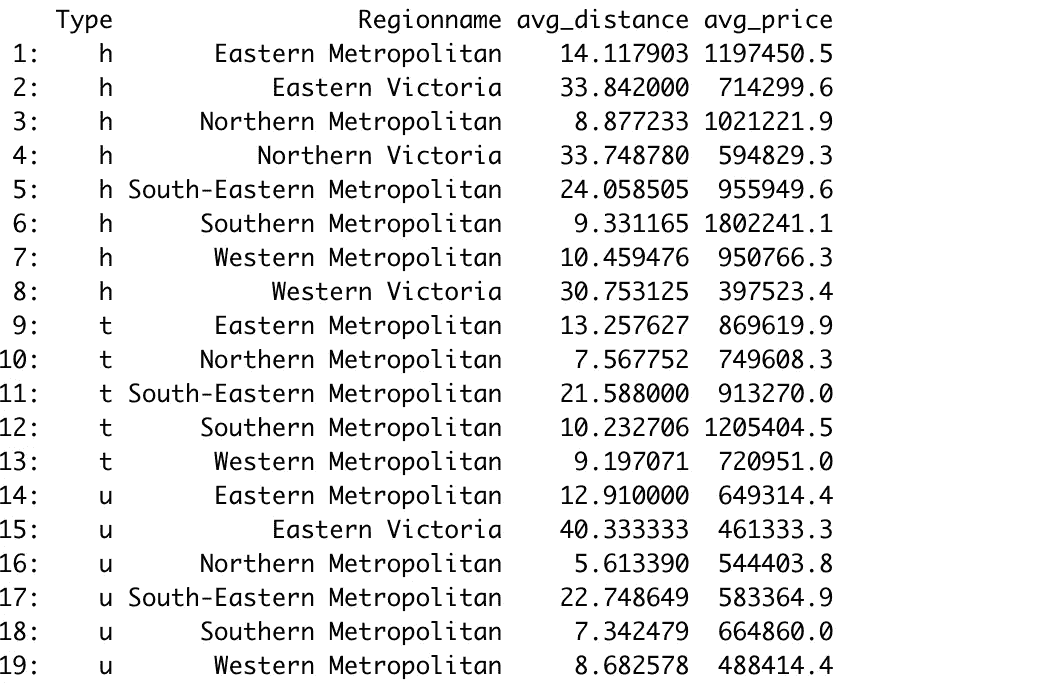 Type Regionname avg_distance avg_price
1: h Eastern Metropolitan 14.117903 1197450.5
2: h Eastern Victoria 33.842000 714299.6
3: h Northern Metropolitan 8.877233 1021221.9
4: h Northern Victoria 33.748780 594829.3
5: h South-Eastern Metropolitan 24.058505 955949.6
6: h Southern Metropolitan 9.331165 1802241.1
7: h Western Metropolitan 10.459476 950766.3
8: h Western Victoria 30.753125 397523.4
9: t Eastern Metropolitan 13.257627 869619.9
10: t Northern Metropolitan 7.567752 749608.3
11: t South-Eastern Metropolitan 21.588000 913270.0
12: t Southern Metropolitan 10.232706 1205404.5
13: t Western Metropolitan 9.197071 720951.0
14: u Eastern Metropolitan 12.910000 649314.4
15: u Eastern Victoria 40.333333 461333.3
16: u Northern Metropolitan 5.613390 544403.8
17: u South-Eastern Metropolitan 22.748649 583364.9
18: u Southern Metropolitan 7.342479 664860.0
19: u Western Metropolitan 8.682578 488414.4